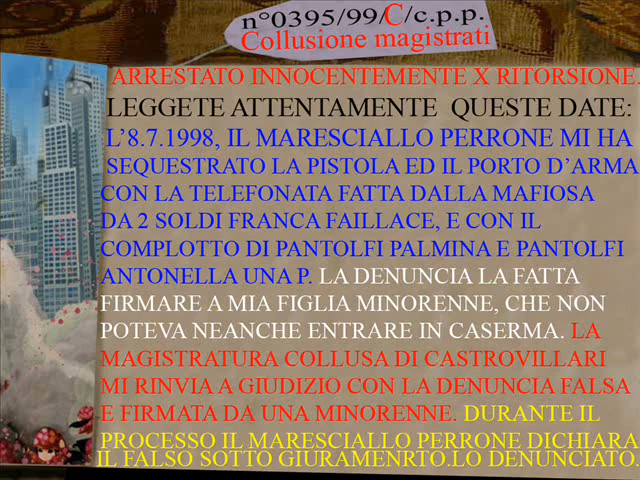 n°0395/99/C/c.p.p.
Collusione magistrati
ARRESTATO INNOCENTEMENTE X RITORSIONE.
LEGGETE ATTENTAMENTE QUESTE DATE:
L'8.7.1998, IL MARESCIALLO PERRONE MI HA
SEQUESTRATO LA PISTOLA ED IL PORTO D'ARMA
CON LA TELEFONATA FATTA DALLA MAFIOSA
DA 2 SOLDI FRANCA FAILLACE, E CON IL
COMPLOTTO DI PANTOLFI PALMINA E PANTOLFI
ANTONELLA UNA P. LA DENUNCIA LA FATTA
FIRMARE A MIA FIGLIA MINORENNE, CHE NON
POTEVA NEANCHE ENTRARE IN CASERMA. LA
MAGISTRATURA COLLUSA DI CASTROVILLARI
MI RINVIA A GIUDIZIO CON LA DENUNCIA FALSA
E FIRMATA DA UNA MINORENNE. DURANTE IL
PROCESSO IL MARESCIALLO PERRONE DICHIARA
IL FALSO SOTTO GIURAMENRTO.LO DENUNCIATO.